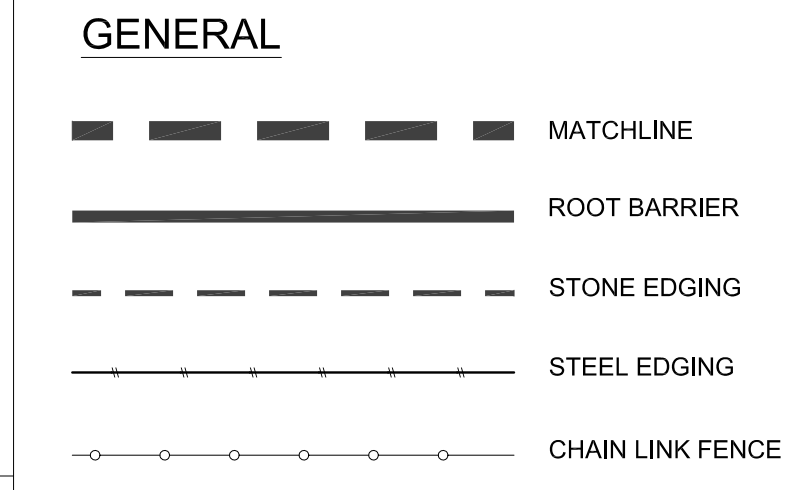 GENERAL
MATCHLINE
ROOT BARRIER
STONE EDGING
STEEL EDGING
CHAIN LINK FENCE